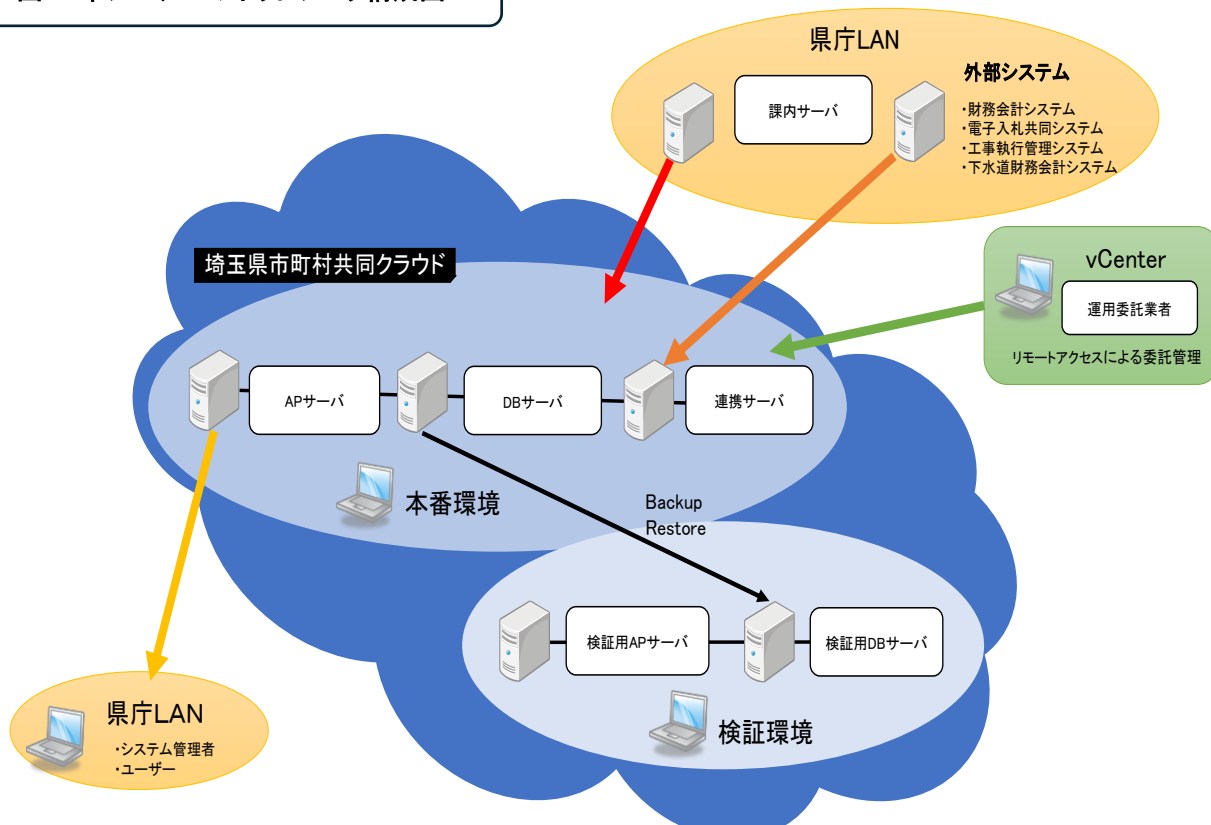 県庁LAN
外部システム
課内サーバ
・財務会計システム
・電子入札共同システム
・工事執行管理システム
・下水道財務会計システム
埼玉県市町村共同クラウド
vCenter
運用委託業者
リモートアクセスによる委託管理
APサーバ
DBサーバ
連携サーバ
本番環境
Backup
Restore
検証用APサーバ
検証用DBサーバ
検証環境
県庁LAN
・システム管理者
・ユーザー